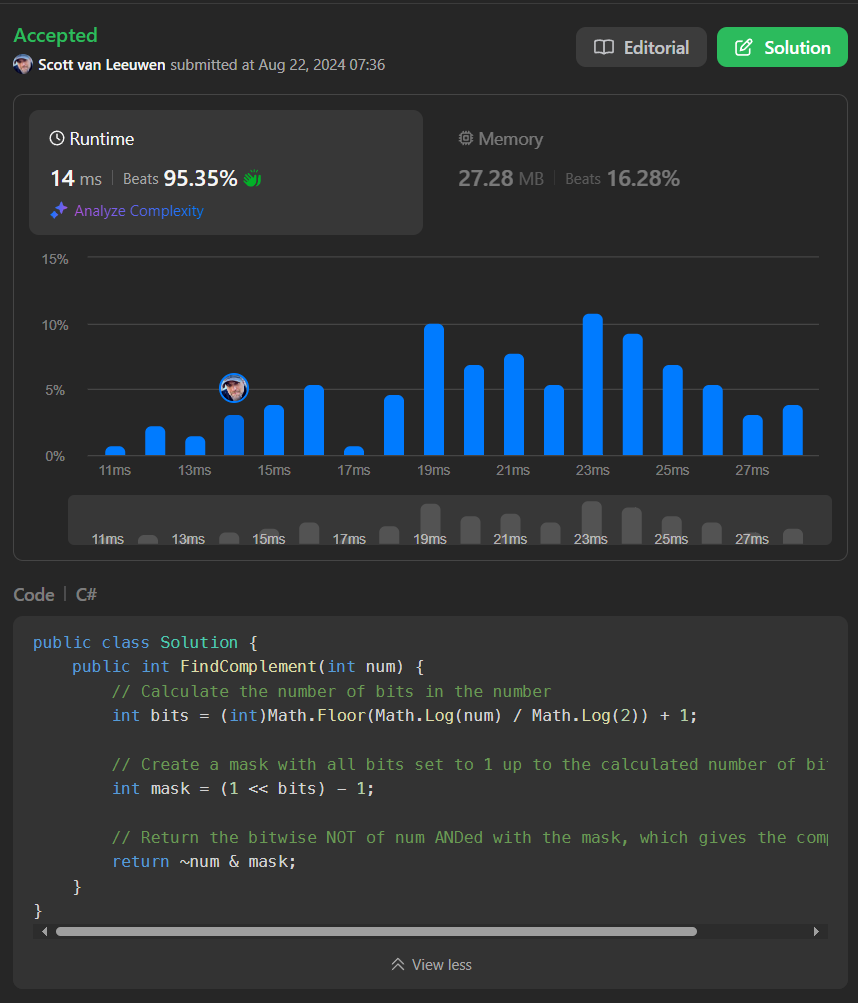 Accepted
Editorial
Solution
Scott van Leeuwen submitted at Aug 22, 2024 07:36
Runtime
Memory
14 ms | Beats 95.35%
27.28 MB | Beats 16.28%
Analyze Complexity
15%
10%
5%
0%
11ms 13ms 15ms 17ms 19ms 21ms 23ms 25ms 27ms
11ms 13ms 15ms 17ms 19ms 21ms 23ms 25ms 27ms
Code | C#
public class Solution {
    public int FindComplement(int num) {
        // Calculate the number of bits in the number
        int bits = (int)Math.Floor(Math.Log(num) / Math.Log(2)) + 1;

        // Create a mask with all bits set to 1 up to the calculated number of
        int mask = (1 << bits) - 1;

        // Return the bitwise NOT of num ANDed with the mask, which gives the
        return ~num & mask;
    }
}
View less